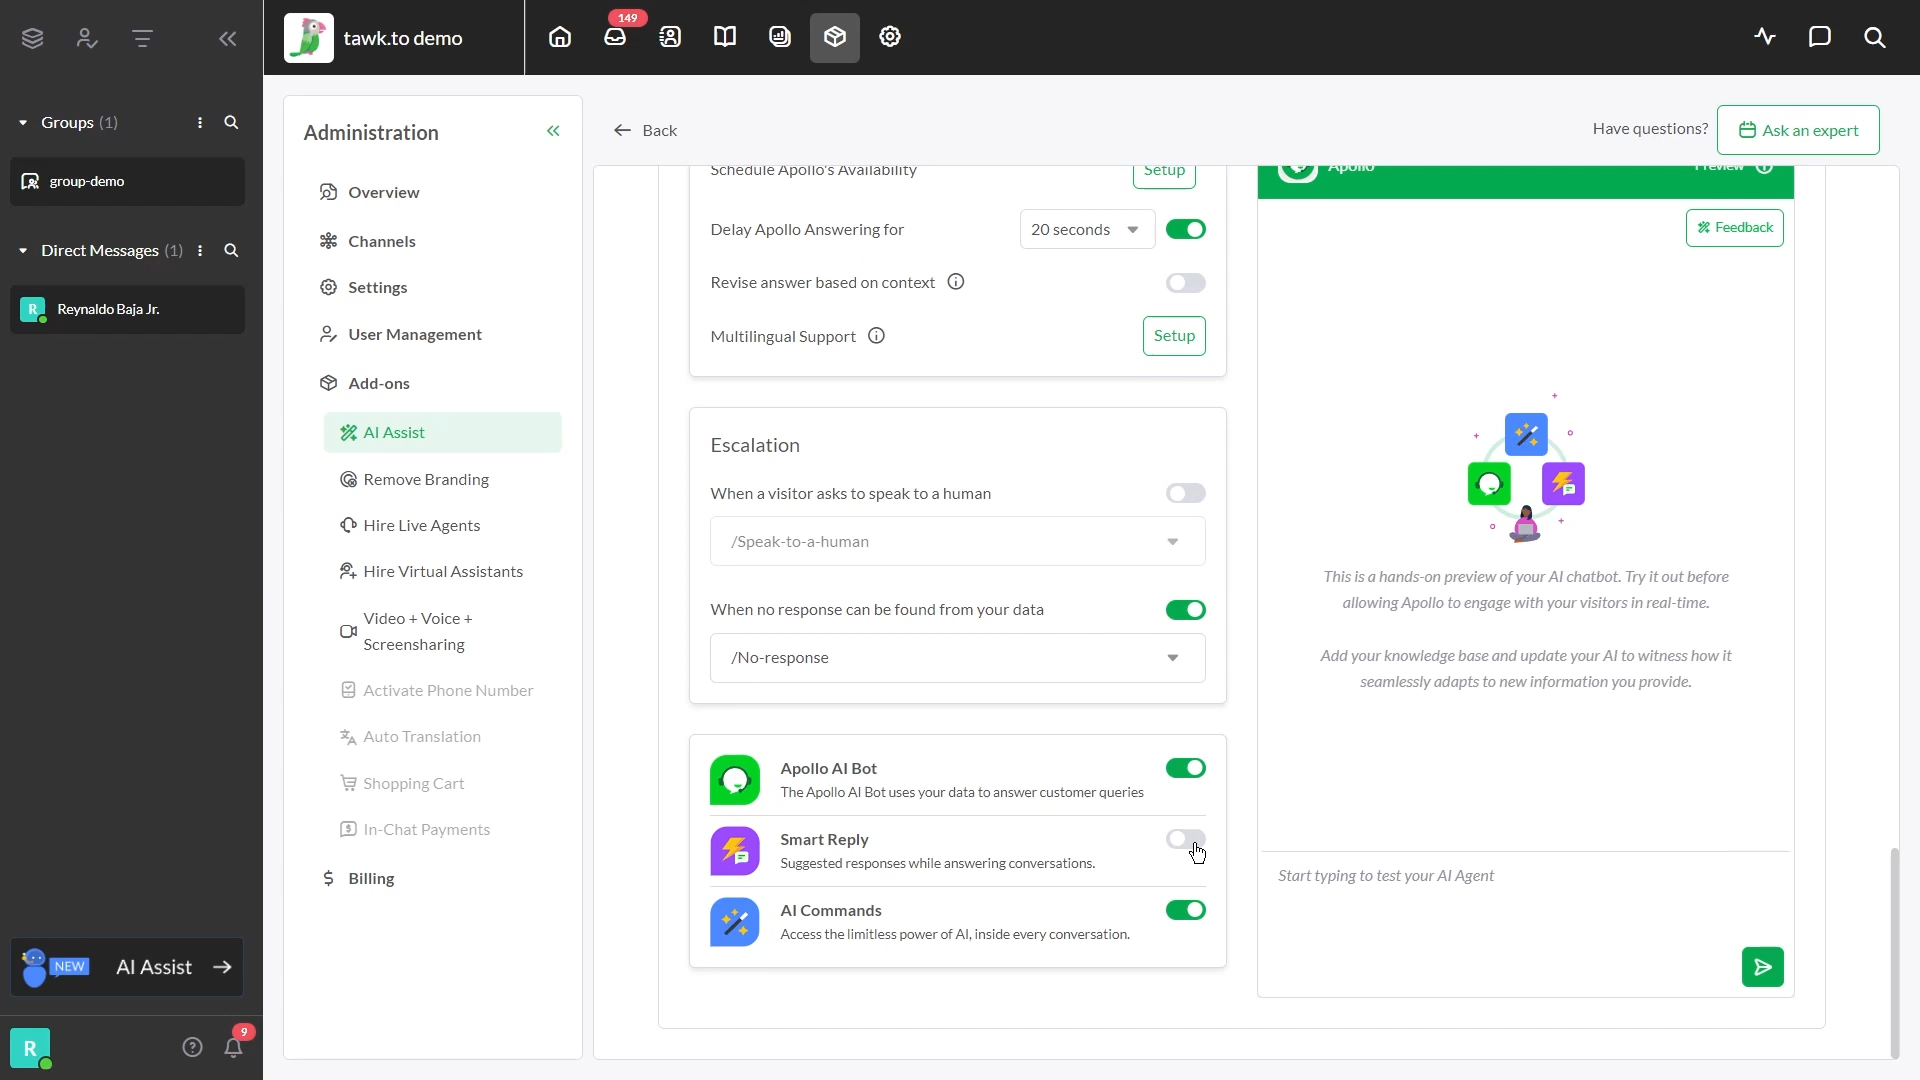 149
tawk.to demo
Groups (1)
group-demo
Direct Messages (1)
R
Reynaldo Baja Jr.
NEW
AI Assist
R
9
Administration
Overview
Channels
Settings
User Management
Add-ons
AI Assist
Remove Branding
Hire Live Agents
Hire Virtual Assistants
Video + Voice +
Screensharing
Activate Phone Number
Auto Translation
Shopping Cart
In-Chat Payments
Billing
Back
Have questions?
Ask an expert
Schedule Apollo's Availability
Setup
Delay Apollo Answering for
20 seconds
Revise answer based on context
Multilingual Support
Setup
Escalation
When a visitor asks to speak to a human
/Speak-to-a-human
When no response can be found from your data
/No-response
Apollo AI Bot
The Apollo AI Bot uses your data to answer customer queries
Smart Reply
Suggested responses while answering conversations.
AI Commands
Access the limitless power of AI, inside every conversation.
Apollo
Preview
Feedback
This is a hands-on preview of your AI chatbot. Try it out before
allowing Apollo to engage with your visitors in real-time.
Add your knowledge base and update your AI to witness how it
seamlessly adapts to new information you provide.
Start typing to test your AI Agent